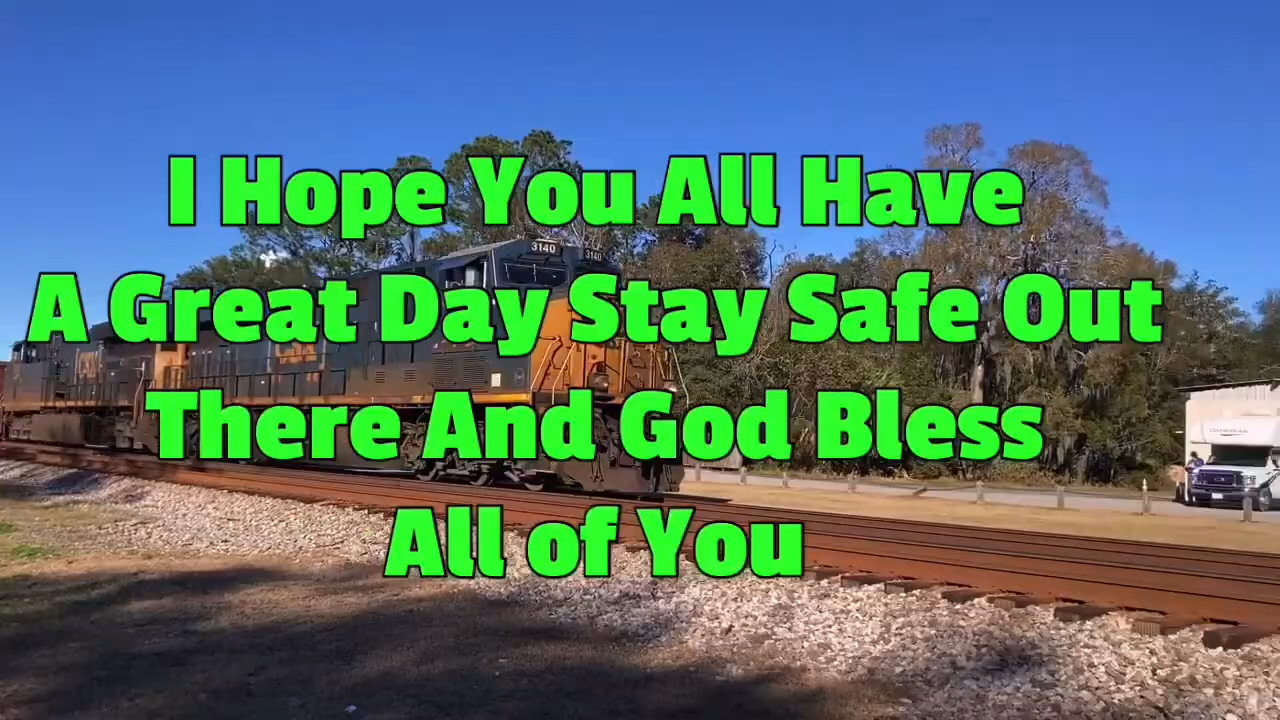 I Hope You All Have
A Great Day Stay Safe Out
There And God Bless
All of You
3140
3140